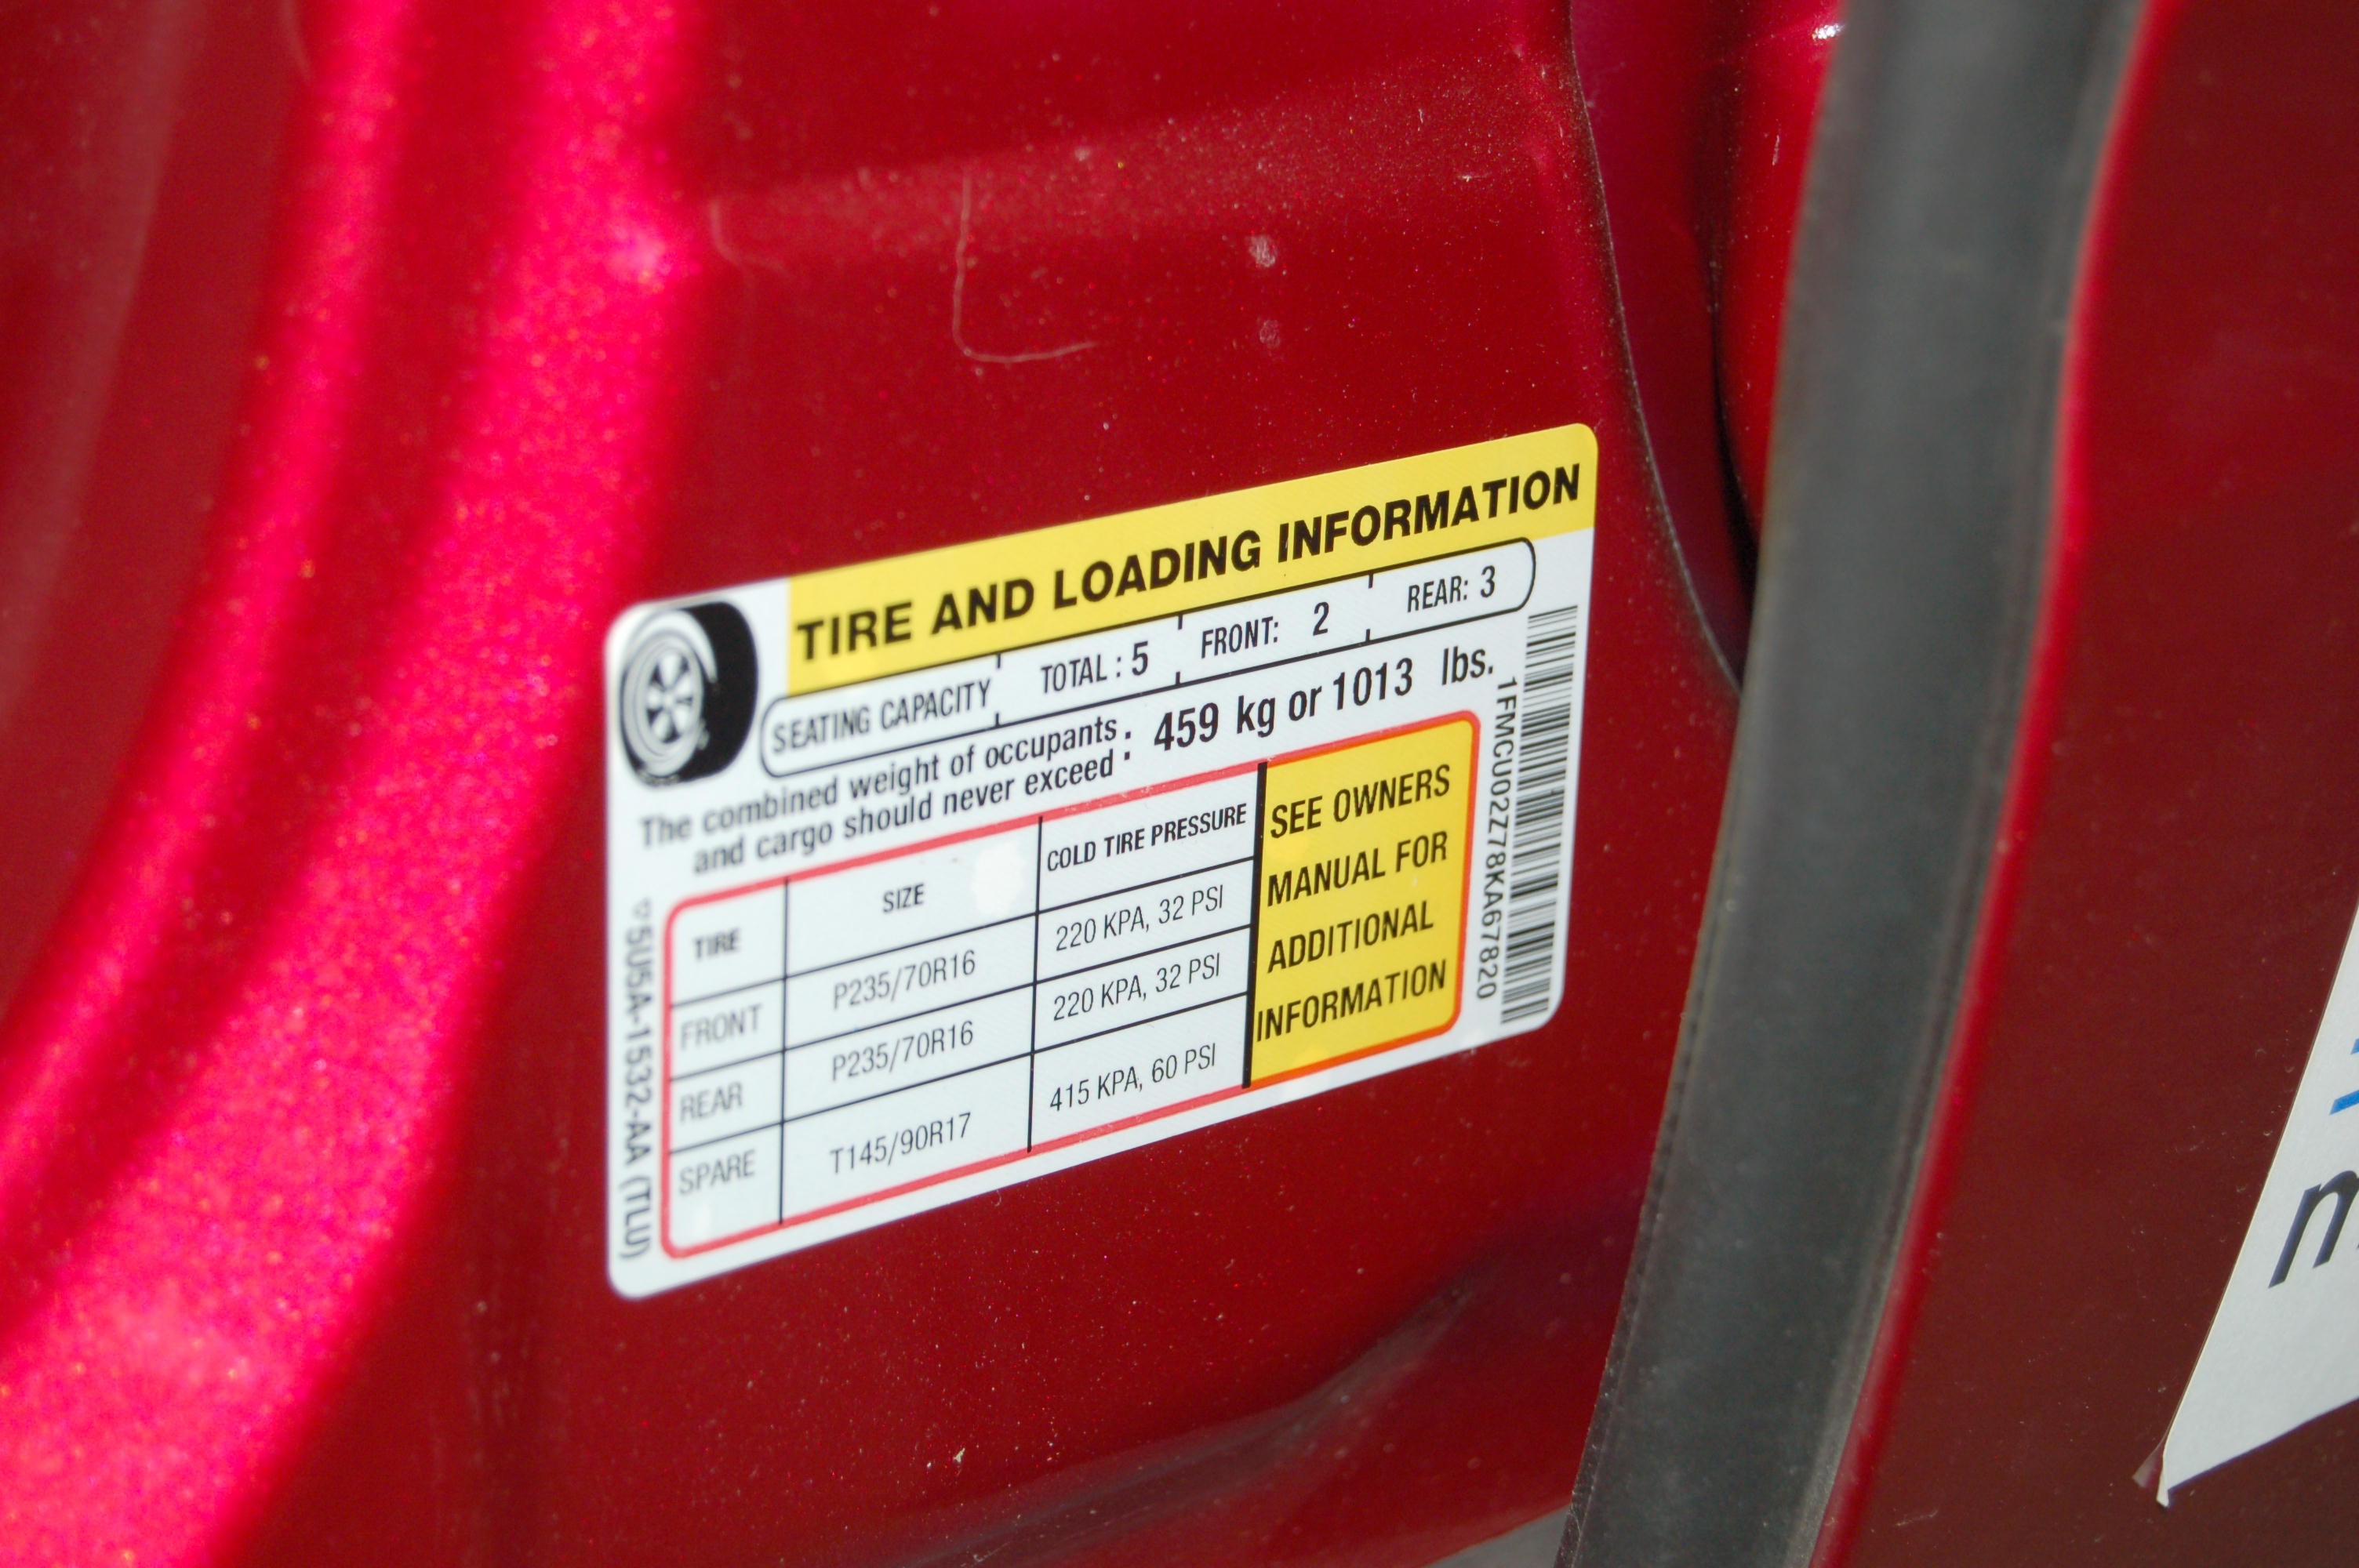 TIRE AND LOADING INFORMATION
SEATING CAPACITY TOTAL : 5 FRONT: 2 REAR: 3
The combined weight of occupants : 459 kg or 1013 lbs.
and cargo should never exceed :
TIRE SIZE COLD TIRE PRESSURE
FRONT P235/70R16 220 KPA, 32 PSI
REAR P235/70R16 220 KPA, 32 PSI
SPARE T145/90R17 415 KPA, 60 PSI
SEE OWNERS
MANUAL FOR
ADDITIONAL
INFORMATION
1FMCU02Z78KA67820
5U5A-1532-AA (TLU)
m